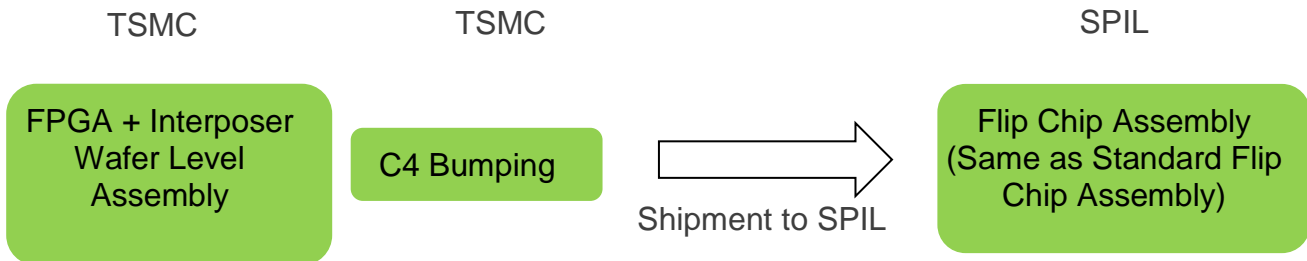 TSMC
TSMC
SPIL
FPGA + Interposer
Wafer Level
Assembly
C4 Bumping
Shipment to SPIL
Flip Chip Assembly
(Same as Standard Flip
Chip Assembly)